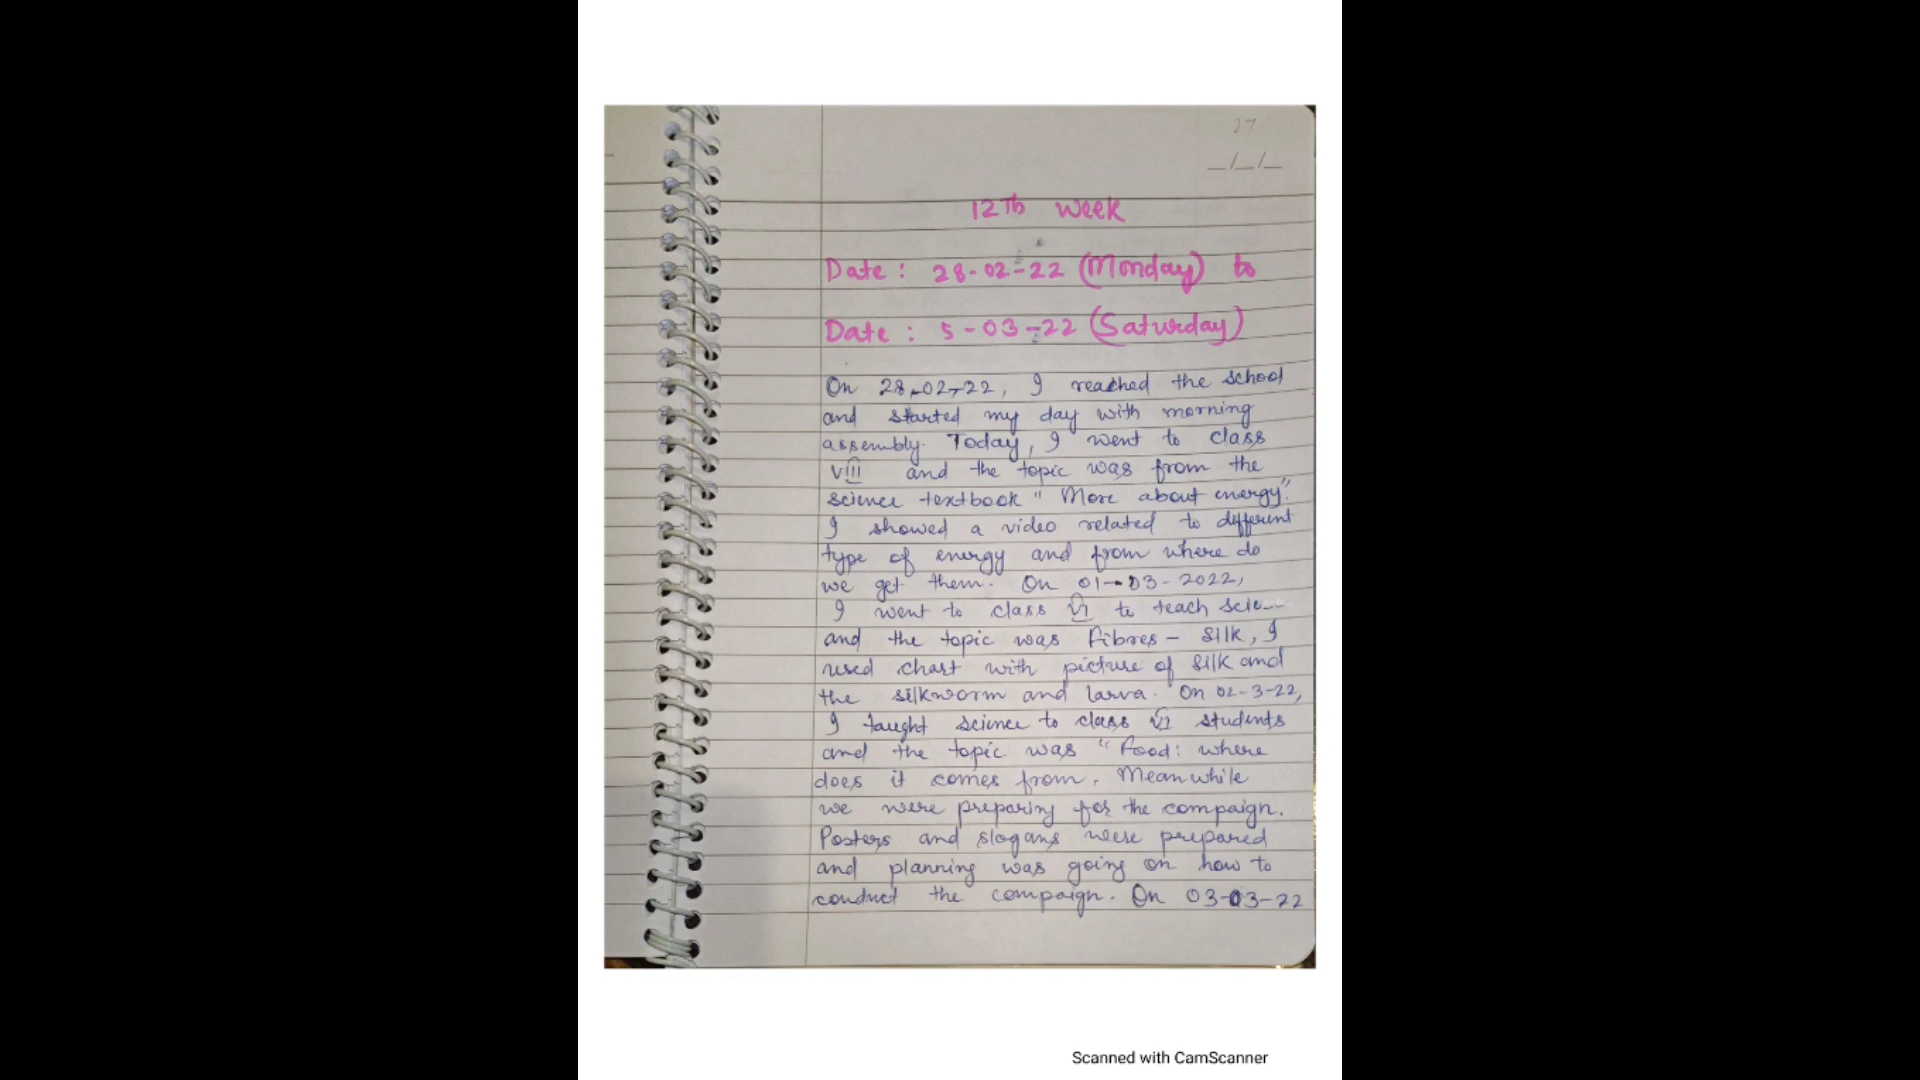 27
_/_/_
12Th Week
Date : 28-02-22 (Monday) to
Date : 5-03-22 (Saturday)
On 28-02-22, I reached the school
and started my day with morning
assembly. Today, I went to class
VIII and the topic was from the
science textbook " More about energy".
I showed a video related to different
type of energy and from where do
we get them. On 01-03-2022,
I went to class VI to teach
and the topic was Fibres - Silk, I
used chart with picture of silk and
the silkworm and larva. On 02-3-22,
I taught science to class VI students
and the topic was " Food: where
does it comes from. Meanwhile
we were preparing for the compaign.
Posters and slogans were prepared
and planning was going on how to
conduct the compaign. On 03-03-22
Scanned with CamScanner